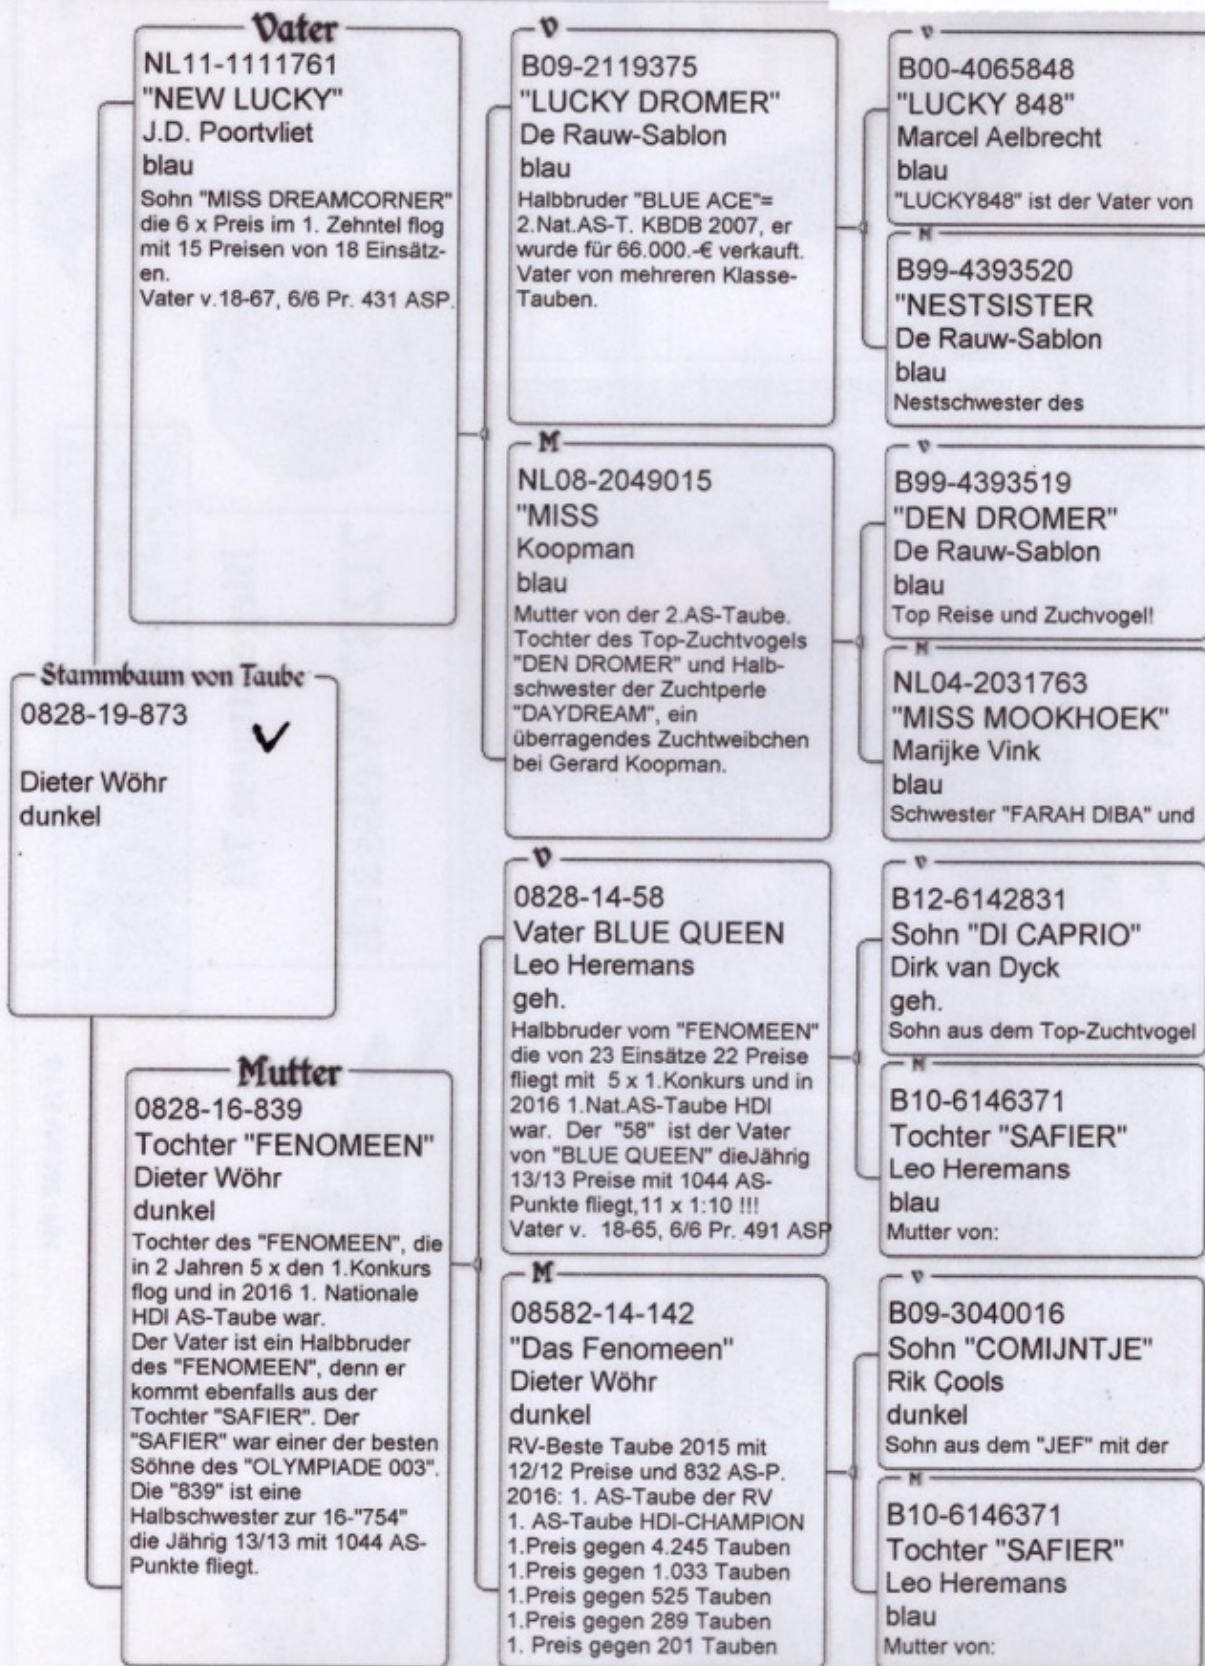 Vater
NL11-1111761
"NEW LUCKY"
J.D. Poortvliet
blau
Sohn "MISS DREAMCORNER"
die 6 x Preis im 1. Zehntel flog
mit 15 Preisen von 18 Einsätz-
en.
Vater v.18-67, 6/6 Pr. 431 ASP.
Stammbaum von Taube
0828-19-873
Dieter Wöhr
dunkel
Mutter
0828-16-839
Tochter "FENOMEEN"
Dieter Wöhr
dunkel
Tochter des "FENOMEEN", die
in 2 Jahren 5 x den 1.Konkurs
flog und in 2016 1. Nationale
HDI AS-Taube war.
Der Vater ist ein Halbbruder
des "FENOMEEN", denn er
kommt ebenfalls aus der
Tochter "SAFIER". Der
"SAFIER" war einer der besten
Söhne des "OLYMPIADE 003".
Die "839" ist eine
Halbschwester zur 16-"754"
die Jährig 13/13 mit 1044 AS-
Punkte fliegt.
V
B09-2119375
"LUCKY DROMER"
De Rauw-Sablon
blau
Halbbruder "BLUE ACE"=
2.Nat.AS-T. KBDB 2007, er
wurde für 66.000.-€ verkauft.
Vater von mehreren Klasse-
Tauben.
M
NL08-2049015
"MISS
Koopman
blau
Mutter von der 2.AS-Taube.
Tochter des Top-Zuchtvogels
"DEN DROMER" und Halb-
schwester der Zuchtperle
"DAYDREAM", ein
überragendes Zuchtweibchen
bei Gerard Koopman.
V
0828-14-58
Vater BLUE QUEEN
Leo Heremans
geh.
Halbbruder vom "FENOMEEN"
die von 23 Einsätze 22 Preise
fliegt mit 5 x 1.Konkurs und in
2016 1.Nat.AS-Taube HDI
war. Der "58" ist der Vater
von "BLUE QUEEN" dieJährig
13/13 Preise mit 1044 AS-
Punkte fliegt,11 x 1:10 !!!
Vater v. 18-65, 6/6 Pr. 491 ASP
M
08582-14-142
"Das Fenomeen"
Dieter Wöhr
dunkel
RV-Beste Taube 2015 mit
12/12 Preise und 832 AS-P.
2016: 1. AS-Taube der RV
1. AS-Taube HDI-CHAMPION
1.Preis gegen 4.245 Tauben
1.Preis gegen 1.033 Tauben
1.Preis gegen 525 Tauben
1.Preis gegen 289 Tauben
1. Preis gegen 201 Tauben
V
B00-4065848
"LUCKY 848"
Marcel Aelbrecht
blau
"LUCKY848" ist der Vater von
M
B99-4393520
"NESTSISTER
De Rauw-Sablon
blau
Nestschwester des
V
B99-4393519
"DEN DROMER"
De Rauw-Sablon
blau
Top Reise und Zuchvogel!
M
NL04-2031763
"MISS MOOKHOEK"
Marijke Vink
blau
Schwester "FARAH DIBA" und
V
B12-6142831
Sohn "DI CAPRIO"
Dirk van Dyck
geh.
Sohn aus dem Top-Zuchtvogel
M
B10-6146371
Tochter "SAFIER"
Leo Heremans
blau
Mutter von:
V
B09-3040016
Sohn "COMIJNTJE"
Rik Cools
dunkel
Sohn aus dem "JEF" mit der
M
B10-6146371
Tochter "SAFIER"
Leo Heremans
blau
Mutter von: